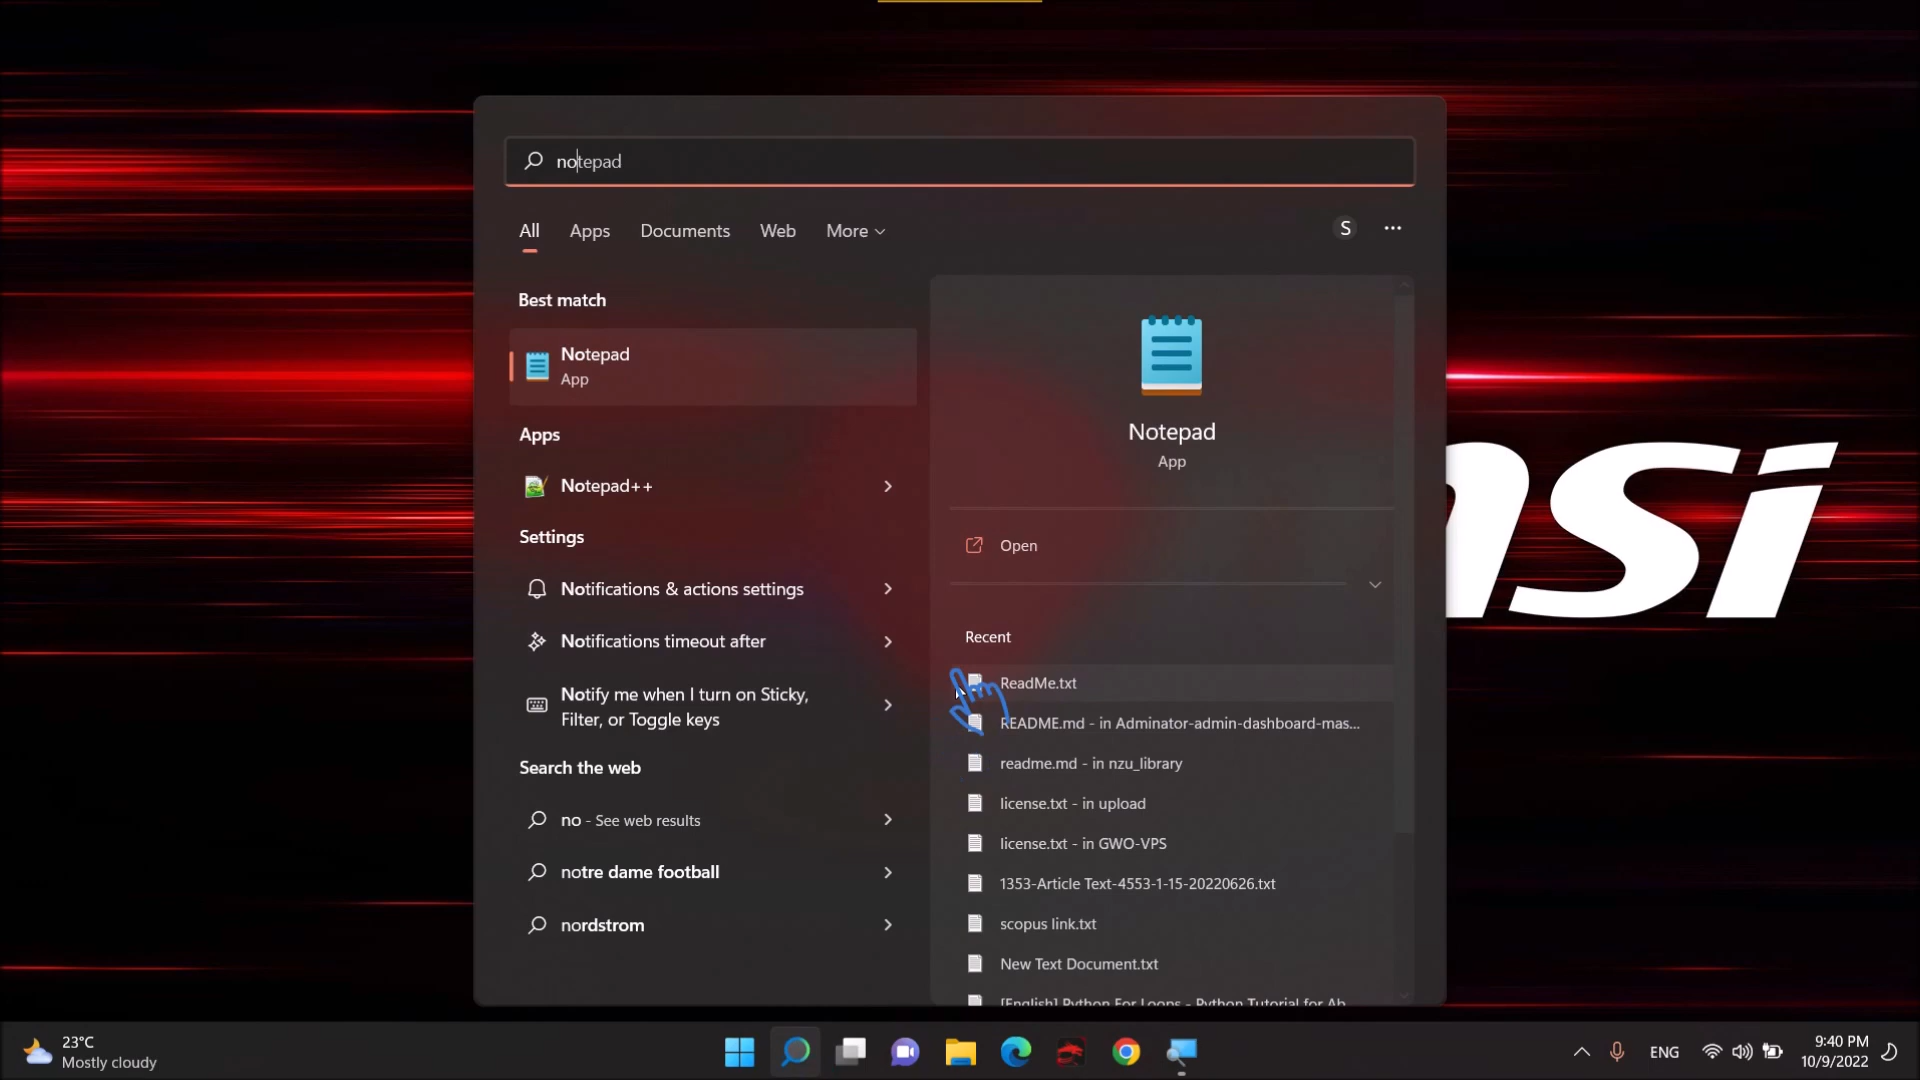 notepad
All Apps Documents Web More
S
Best match
Notepad
App
Apps
Notepad++
Settings
Notifications & actions settings
Notifications timeout after
Notify me when I turn on Sticky,
Filter, or Toggle keys
Search the web
no - See web results
notre dame football
nordstrom
Notepad
App
Open
Recent
ReadMe.txt
README.md - in Adminator-admin-dashboard-mas...
readme.md - in nzu_library
license.txt - in upload
license.txt - in GWO-VPS
1353-Article Text-4553-1-15-20220626.txt
scopus link.txt
New Text Document.txt
[English] Python For Loops - Python Tutorial for Ab
si
23°C
Mostly cloudy
ENG
9:40 PM
10/9/2022